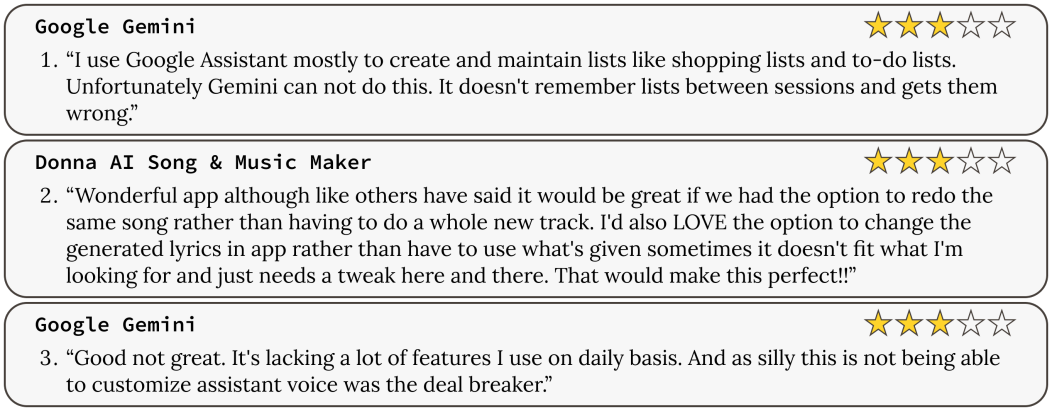 Google Gemini
1. “I use Google Assistant mostly to create and maintain lists like shopping lists and to-do lists.
Unfortunately Gemini can not do this. It doesn't remember lists between sessions and gets them
wrong.”
Donna AI Song & Music Maker
2. “Wonderful app although like others have said it would be great if we had the option to redo the
same song rather than having to do a whole new track. I'd also LOVE the option to change the
generated lyrics in app rather than have to use what's given sometimes it doesn't fit what I'm
looking for and just needs a tweak here and there. That would make this perfect!!”
Google Gemini
3. “Good not great. It's lacking a lot of features I use on daily basis. And as silly this is not being able
to customize assistant voice was the deal breaker.”